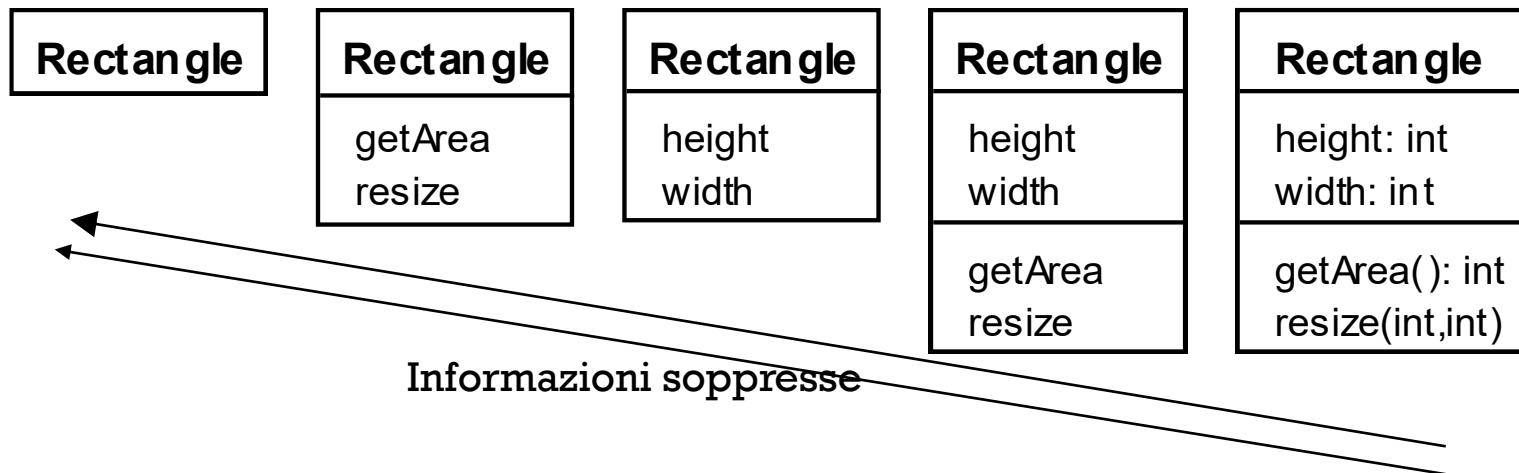 Rectangle
Rectangle
getArea
resize
Rectangle
height
width
Rectangle
height
width
getArea
resize
Rectangle
height: int
width: int
getArea(): int
resize(int,int)
Informazioni soppresse